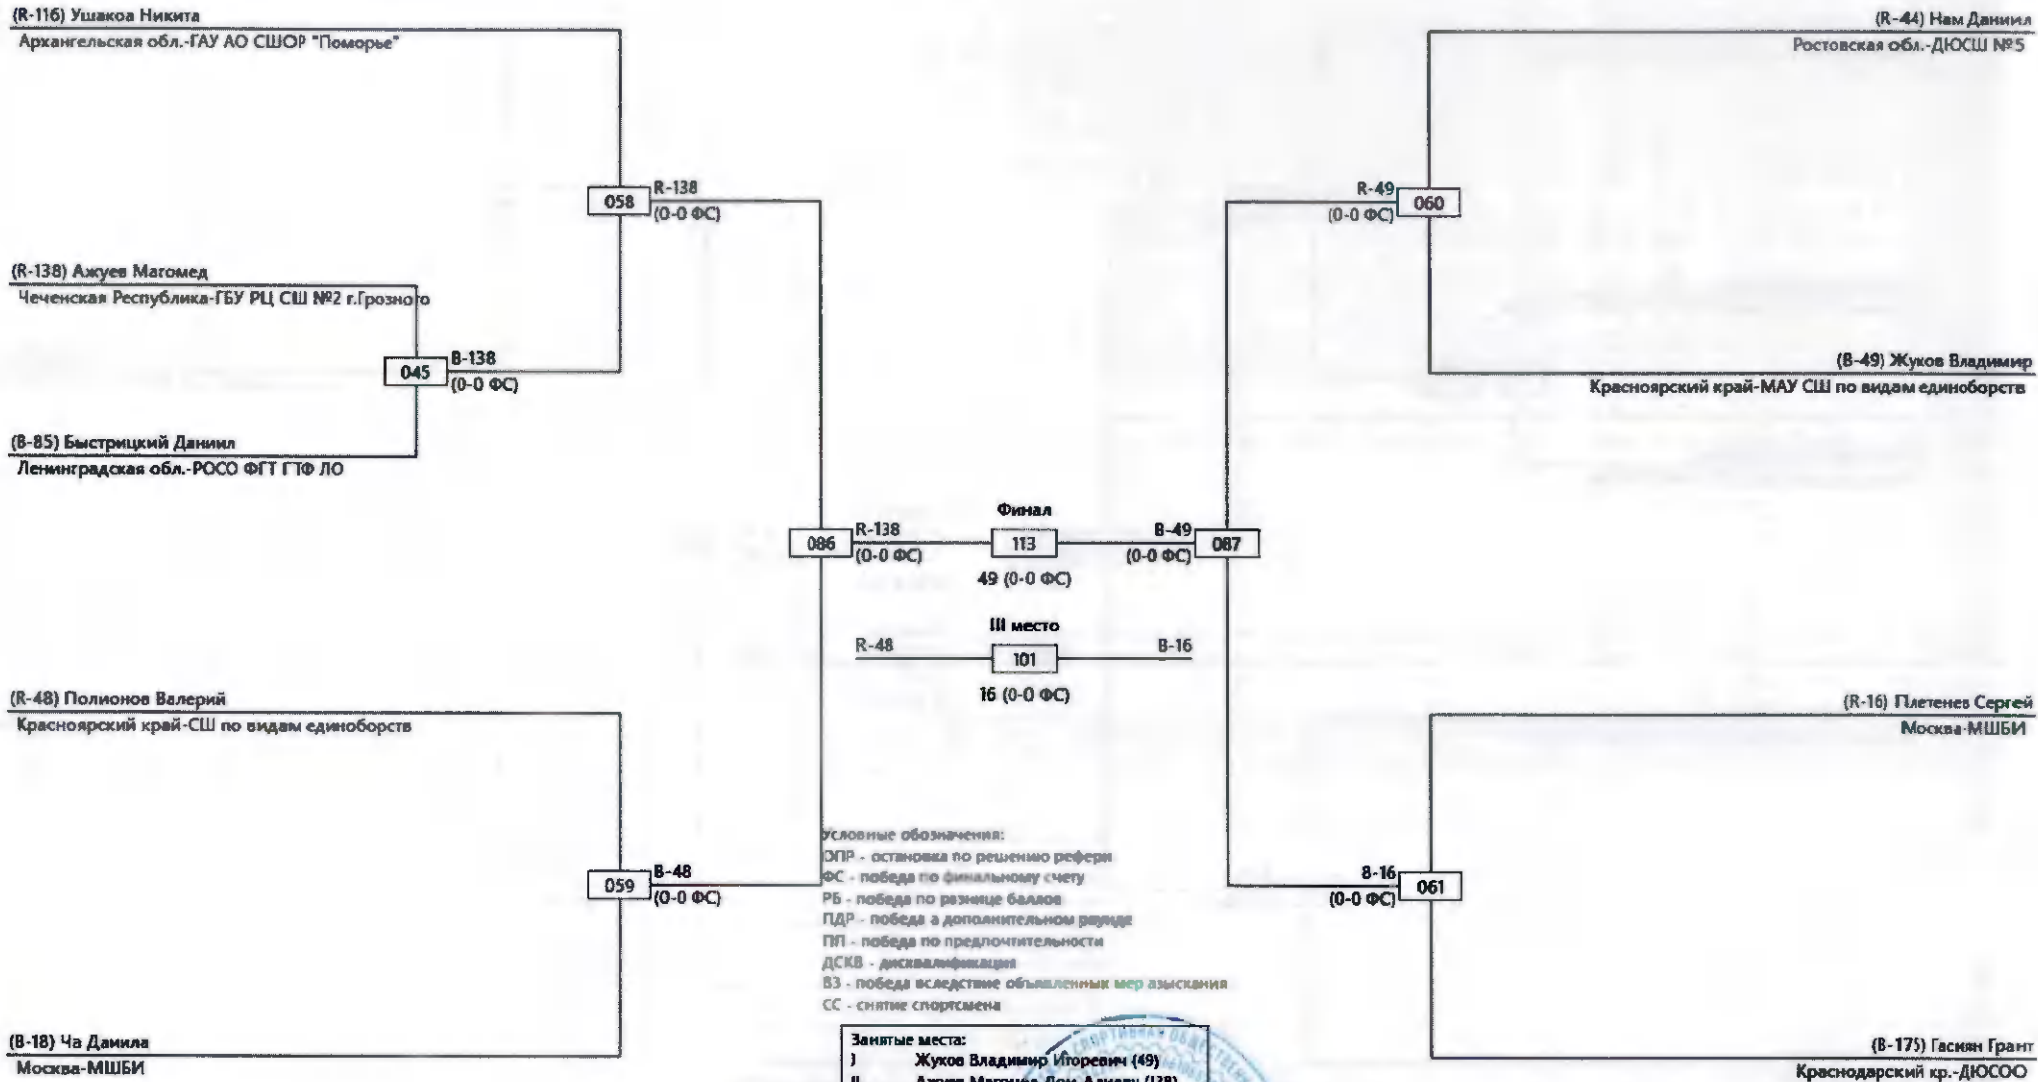 (R-116) Ушаков Никита
Архангельская обл.-ГАУ АО СШОР "Поморье"
(R-44) Нам Даниил
Ростовская обл.-ДЮСШ №5
058
R-138
(0-0 ФС)
R-49
(0-0 ФС)
060
(R-138) Ажуев Магомед
Чеченская Республика-ГБУ РЦ СШ №2 г.Грозного
045
B-138
(0-0 ФС)
(B-49) Жуков Владимир
Красноярский край-МАУ СШ по видам единоборств
(B-85) Быстрицкий Даниил
Ленинградская обл.-РОСО ФГТ ГТФ ЛО
086
R-138
(0-0 ФС)
Финал
113
49 (0-0 ФС)
B-49
(0-0 ФС)
087
III место
R-48
101
B-16
16 (0-0 ФС)
(R-48) Полионов Валерий
Красноярский край-СШ по видам единоборств
(R-16) Плетенев Сергей
Москва-МШБИ
059
B-48
(0-0 ФС)
B-16
(0-0 ФС)
061
Условные обозначения:
ОПР - остановка по решению рефери
ФС - победа по финальному счету
РБ - победа по разнице баллов
ПДР - победа в дополнительном раунде
ПП - победа по предпочтительности
ДСКВ - дисквалификация
ВЗ - победа вследствие объявленных мер взыскания
СС - снятие спортсмена
(B-18) Ча Данила
Москва-МШБИ
(B-175) Гасиян Грант
Краснодарский кр.-ДЮСОО
Занятые места:
I Жуков Владимир Игоревич (49)
II Ажуев Магомед (138)